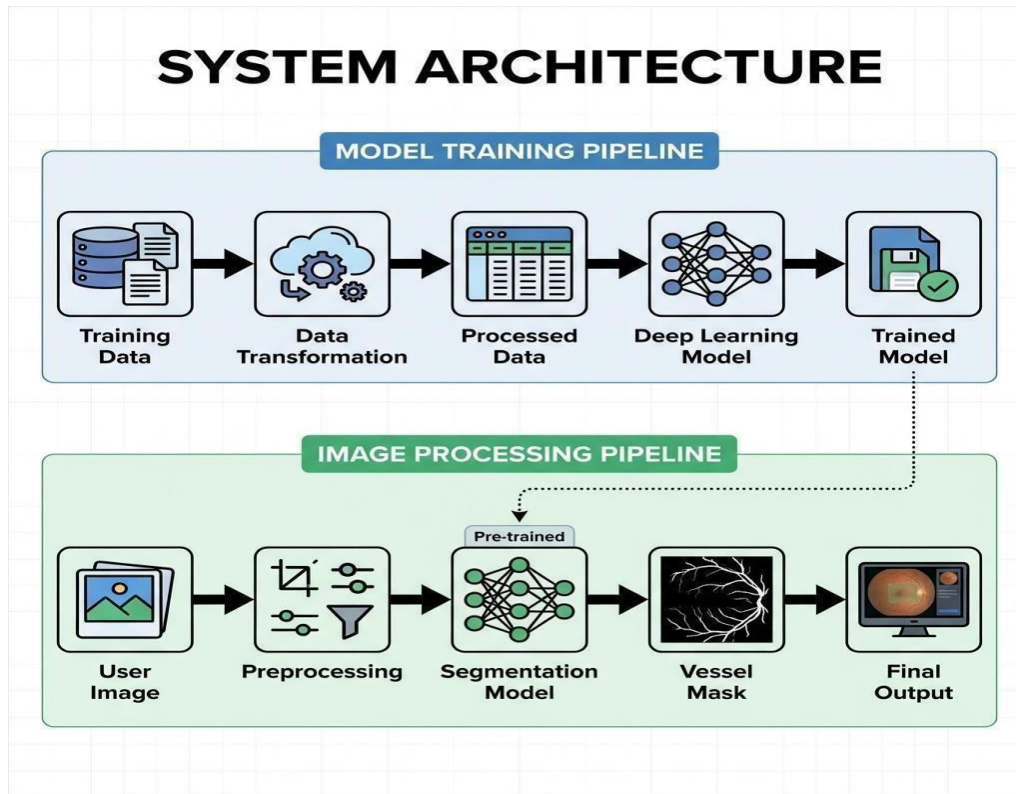 SYSTEM ARCHITECTURE
MODEL TRAINING PIPELINE
Training
Data
Data
Transformation
Processed
Data
Deep Learning
Model
Trained
Model
IMAGE PROCESSING PIPELINE
Pre-trained
User
Image
Preprocessing
Segmentation
Model
Vessel
Mask
Final
Output